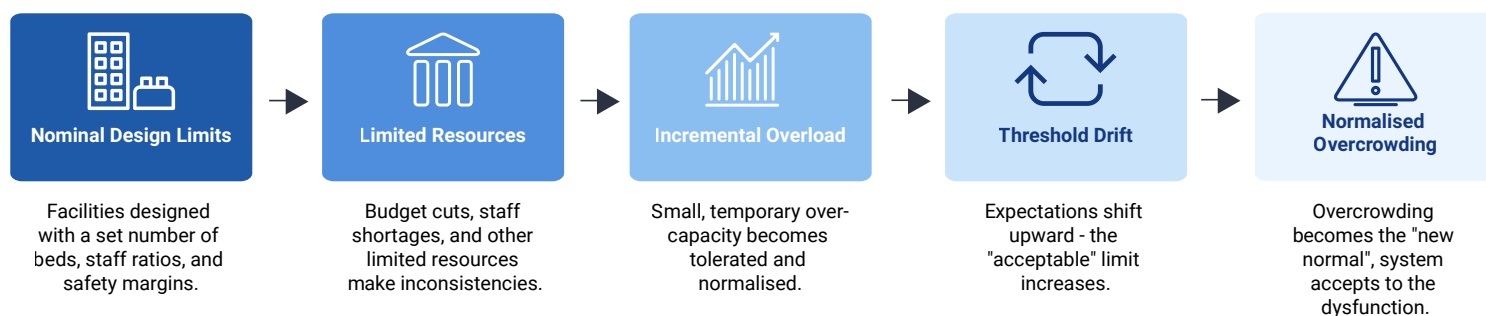 Nominal Design Limits
Facilities designed
with a set number of
beds, staff ratios, and
safety margins.
Limited Resources
Budget cuts, staff
shortages, and other
limited resources
make inconsistencies.
Incremental Overload
Small, temporary over-
capacity becomes
tolerated and
normalised.
Threshold Drift
Expectations shift
upward - the
"acceptable" limit
increases.
Normalised
Overcrowding
Overcrowding
becomes the "new
normal", system
accepts to the
dysfunction.